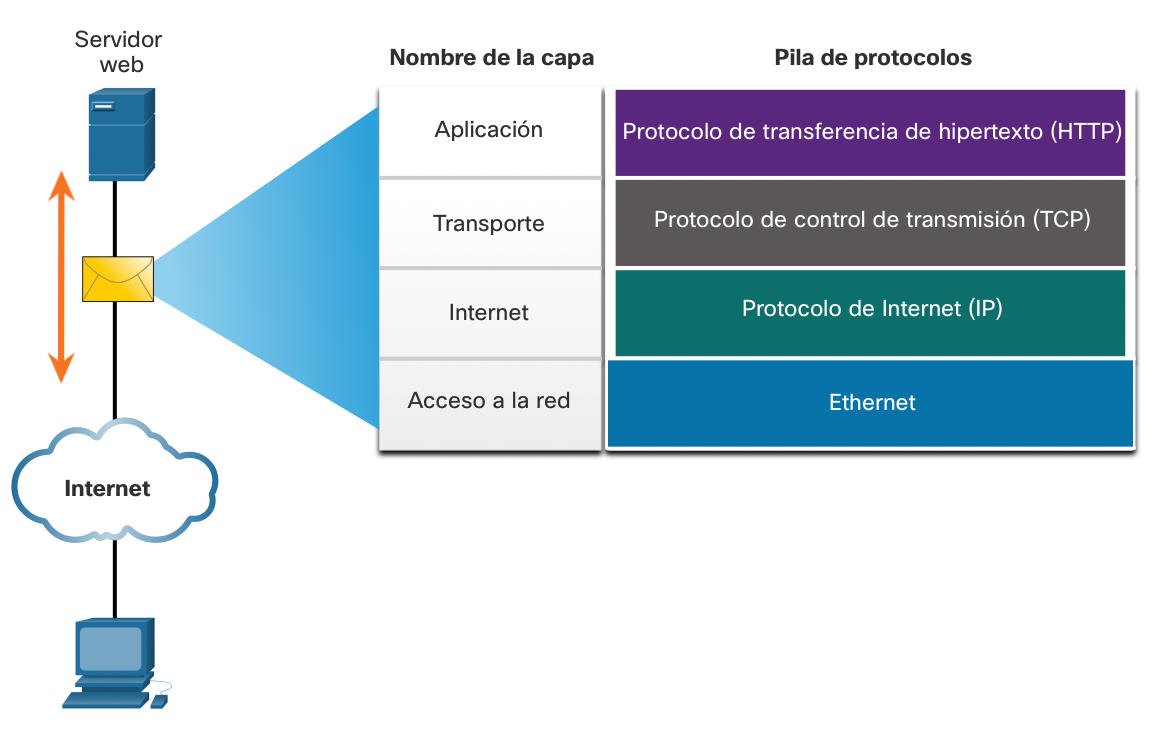 Servidor
web
Nombre de la capa
Pila de protocolos
Aplicación
Protocolo de transferencia de hipertexto (HTTP)
Transporte
Protocolo de control de transmisión (TCP)
Internet
Protocolo de Internet (IP)
Acceso a la red
Ethernet
Internet